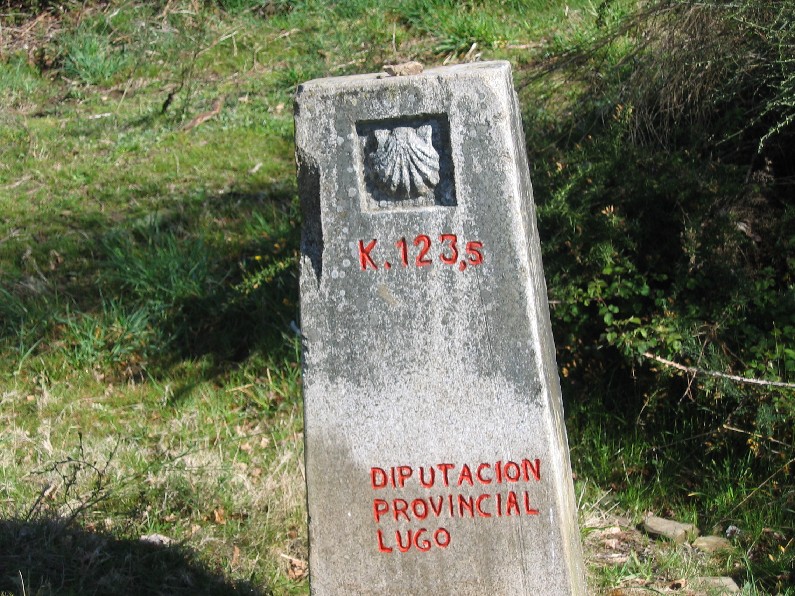 K.123,5
DIPUTACION
PROVINCIAL
LUGO